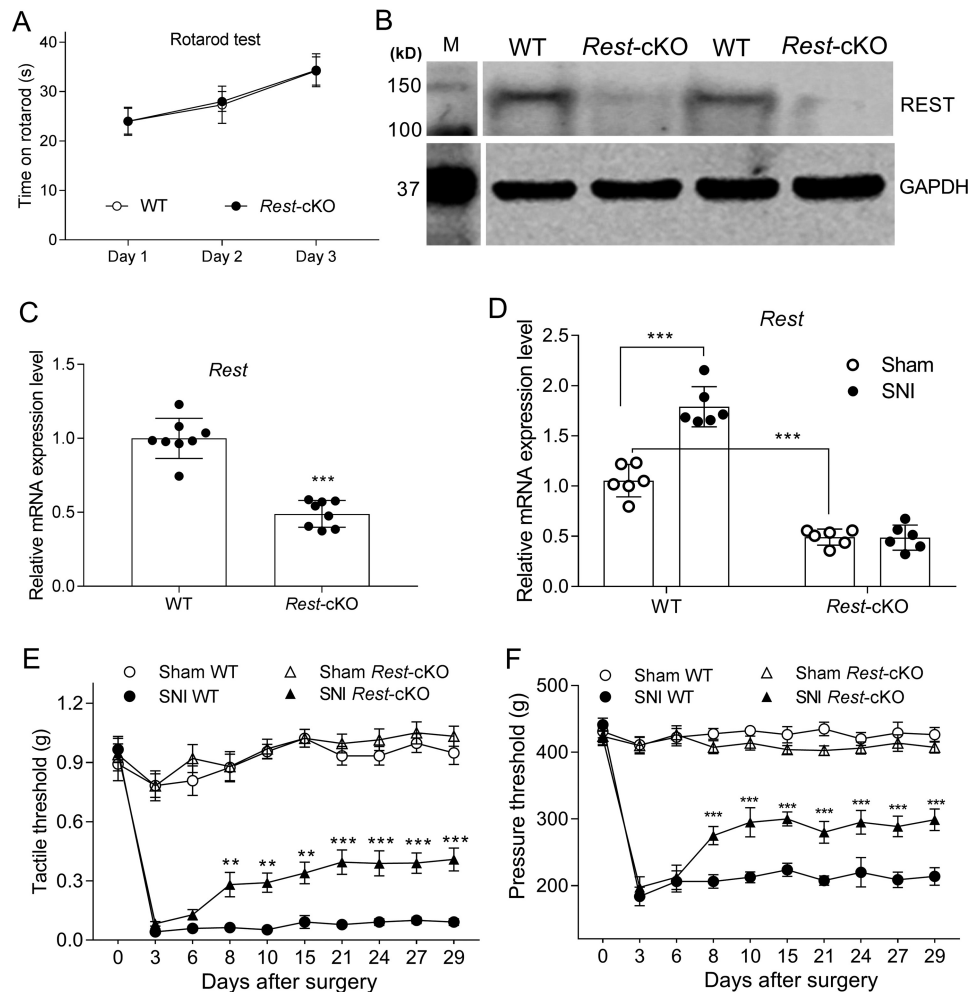 A
Rotarod test
Time on rotarod (s)
40
30
20
10
0
WT
Rest-cKO
Day 1 Day 2 Day 3
B
(kD) M WT Rest-cKO WT Rest-cKO
150
100
REST
37
GAPDH
C
Rest
Relative mRNA expression level
1.5
1.0
0.5
0.0
***
WT Rest-cKO
D
Rest
Relative mRNA expression level
2.5
2.0
1.5
1.0
0.5
0.0
***
***
Sham
SNI
WT Rest-cKO
E
Sham WT Sham Rest-cKO
SNI WT SNI Rest-cKO
Tactile threshold (g)
1.2
0.9
0.6
0.3
0.0
** ** ** *** *** *** ***
0 3 6 8 10 15 21 24 27 29
Days after surgery
F
Sham WT Sham Rest-cKO
SNI WT SNI Rest-cKO
Pressure threshold (g)
500
400
300
200
*** *** *** *** *** *** ***
0 3 6 8 10 15 21 24 27 29
Days after surgery